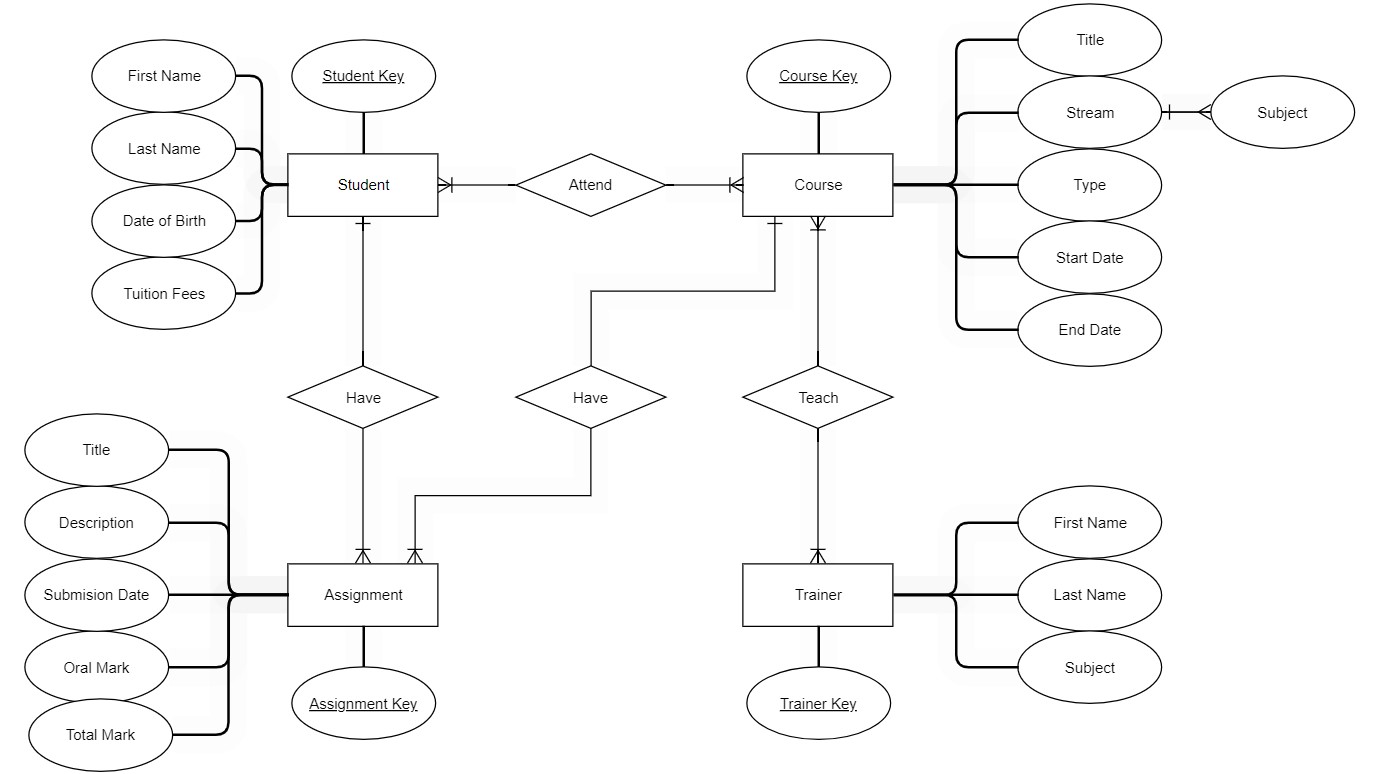 Title
First Name
Student Key
Course Key
Stream
Subject
Last Name
Student
Attend
Course
Type
Date of Birth
Start Date
Tuition Fees
End Date
Have
Have
Teach
Title
Description
First Name
Submision Date
Assignment
Trainer
Last Name
Oral Mark
Subject
Assignment Key
Trainer Key
Total Mark